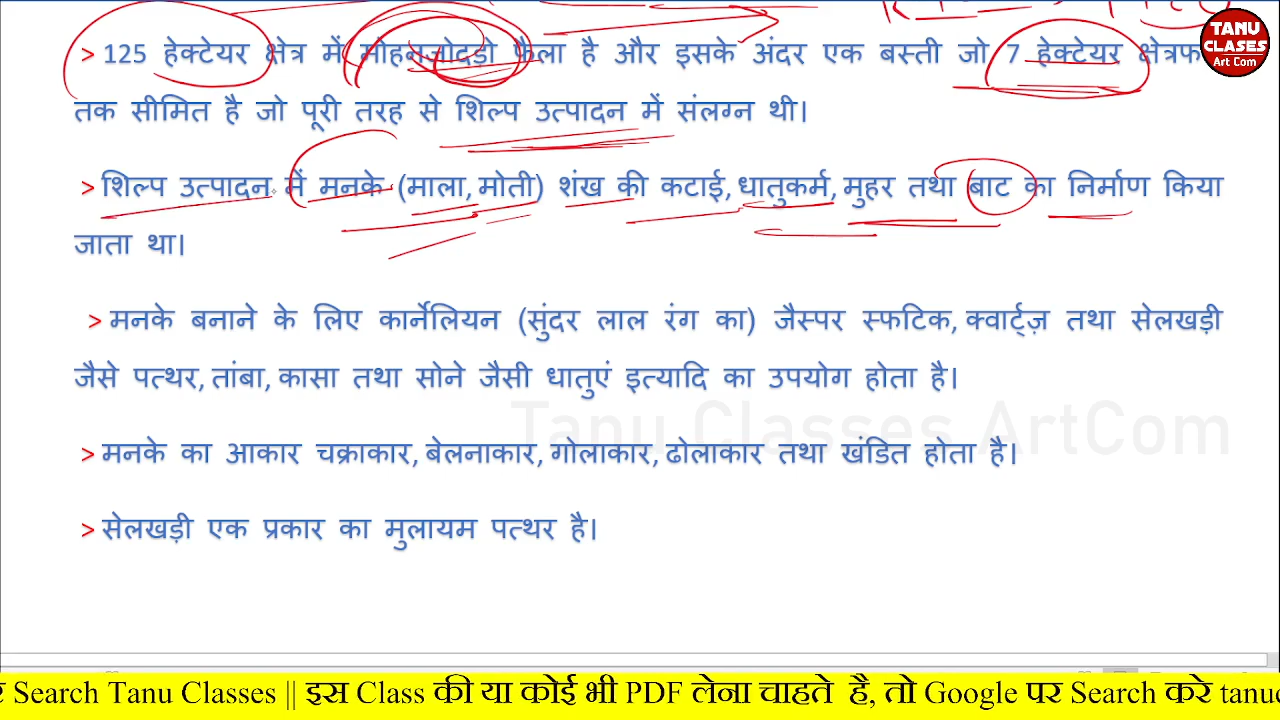 > 125 हेक्टेयर क्षेत्र में मोहनजोदड़ो फैला है और इसके अंदर एक बस्ती जो 7 हेक्टेयर
तक सीमित है जो पूरी तरह से शिल्प उत्पादन में संलग्न थी।
> शिल्प उत्पादन में मनके (माला, मोती) शंख की कटाई, धातुकर्म, मुहर तथा बाट का निर्माण किया
जाता था।
> मनके बनाने के लिए कार्नेलियन (सुंदर लाल रंग का) जैस्पर स्फटिक, क्वार्ट्ज़ तथा सेलखड़ी
जैसे पत्थर, तांबा, कासा तथा सोने जैसी धातुएं इत्यादि का उपयोग होता है।
> मनके का आकार चक्राकार, बेलनाकार, गोलाकार, ढोलाकार तथा खंडित होता है।
> सेलखड़ी एक प्रकार का मुलायम पत्थर है।
TANU
CLASES
Art Com
Tanu Classes ArtCom
Search Tanu Classes || इस Class की या कोई भी PDF लेना चाहते है, तो Google पर Search करे